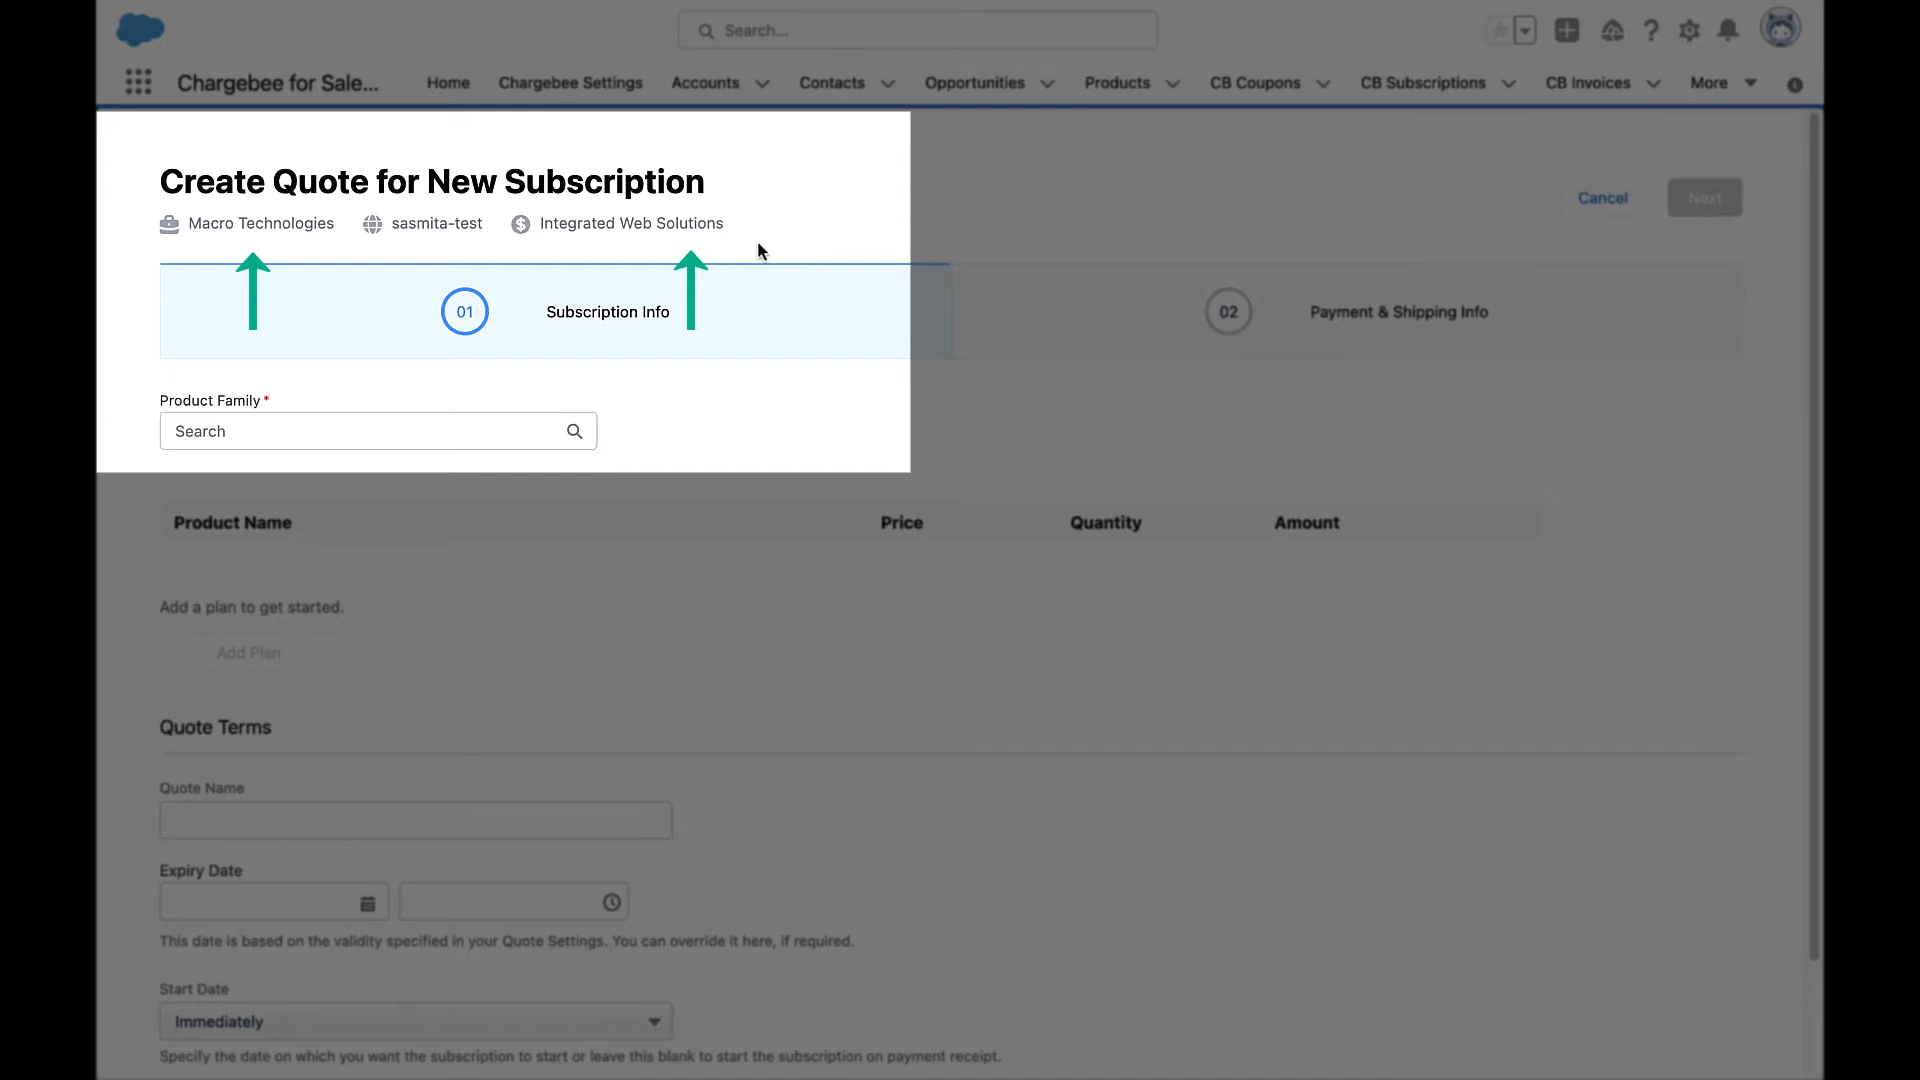 Search...
Chargebee for Sale... Home Chargebee Settings Accounts Contacts Opportunities Products CB Coupons CB Subscriptions CB Invoices More
Create Quote for New Subscription
Macro Technologies sasmita-test Integrated Web Solutions
Cancel Next
01 Subscription Info 02 Payment & Shipping Info
Product Family *
Search
Product Name Price Quantity Amount
Add a plan to get started.
Add Plan
Quote Terms
Quote Name
Expiry Date
This date is based on the validity specified in your Quote Settings. You can override it here, if required.
Start Date
Immediately
Specify the date on which you want the subscription to start or leave this blank to start the subscription on payment receipt.